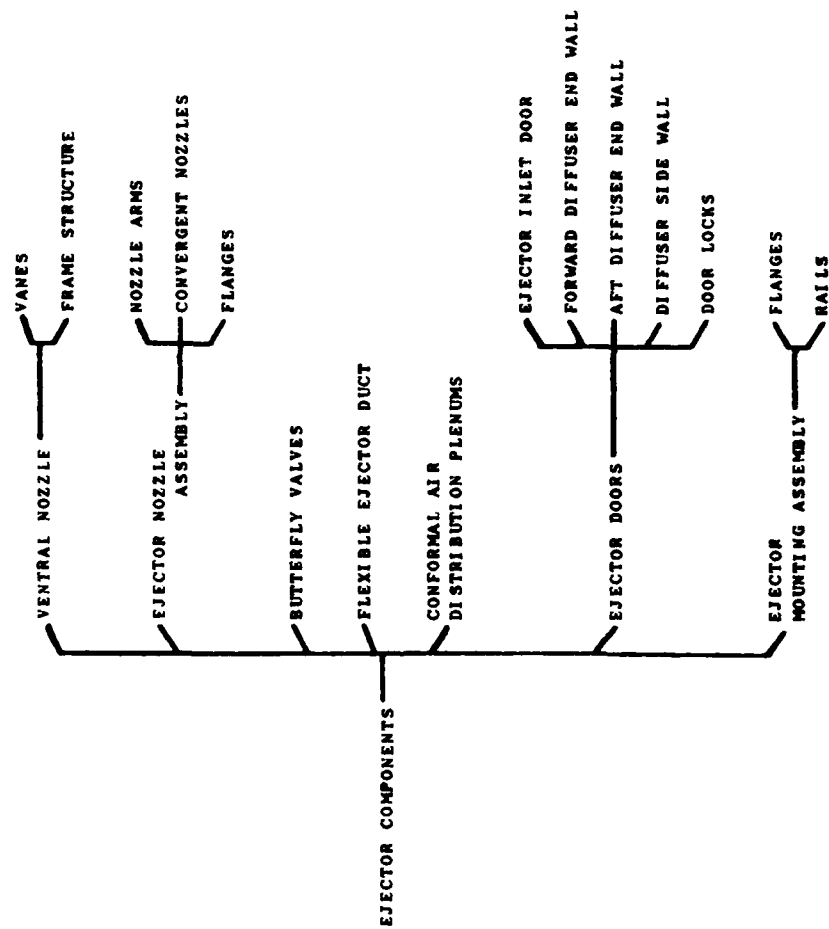 EJECTOR COMPONENTS
VENTRAL NOZZLE
VANES
FRAME STRUCTURE
EJECTOR NOZZLE
ASSEMBLY
NOZZLE ARMS
CONVERGENT NOZZLES
FLANGES
BUTTERFLY VALVES
FLEXIBLE EJECTOR DUCT
CONFORMAL AIR
DISTRIBUTION PLENUMS
EJECTOR DOORS
EJECTOR INLET DOOR
FORWARD DIFFUSER END WALL
AFT DIFFUSER END WALL
DIFFUSER SIDE WALL
DOOR LOCKS
EJECTOR
MOUNTING ASSEMBLY
FLANGES
RAILS